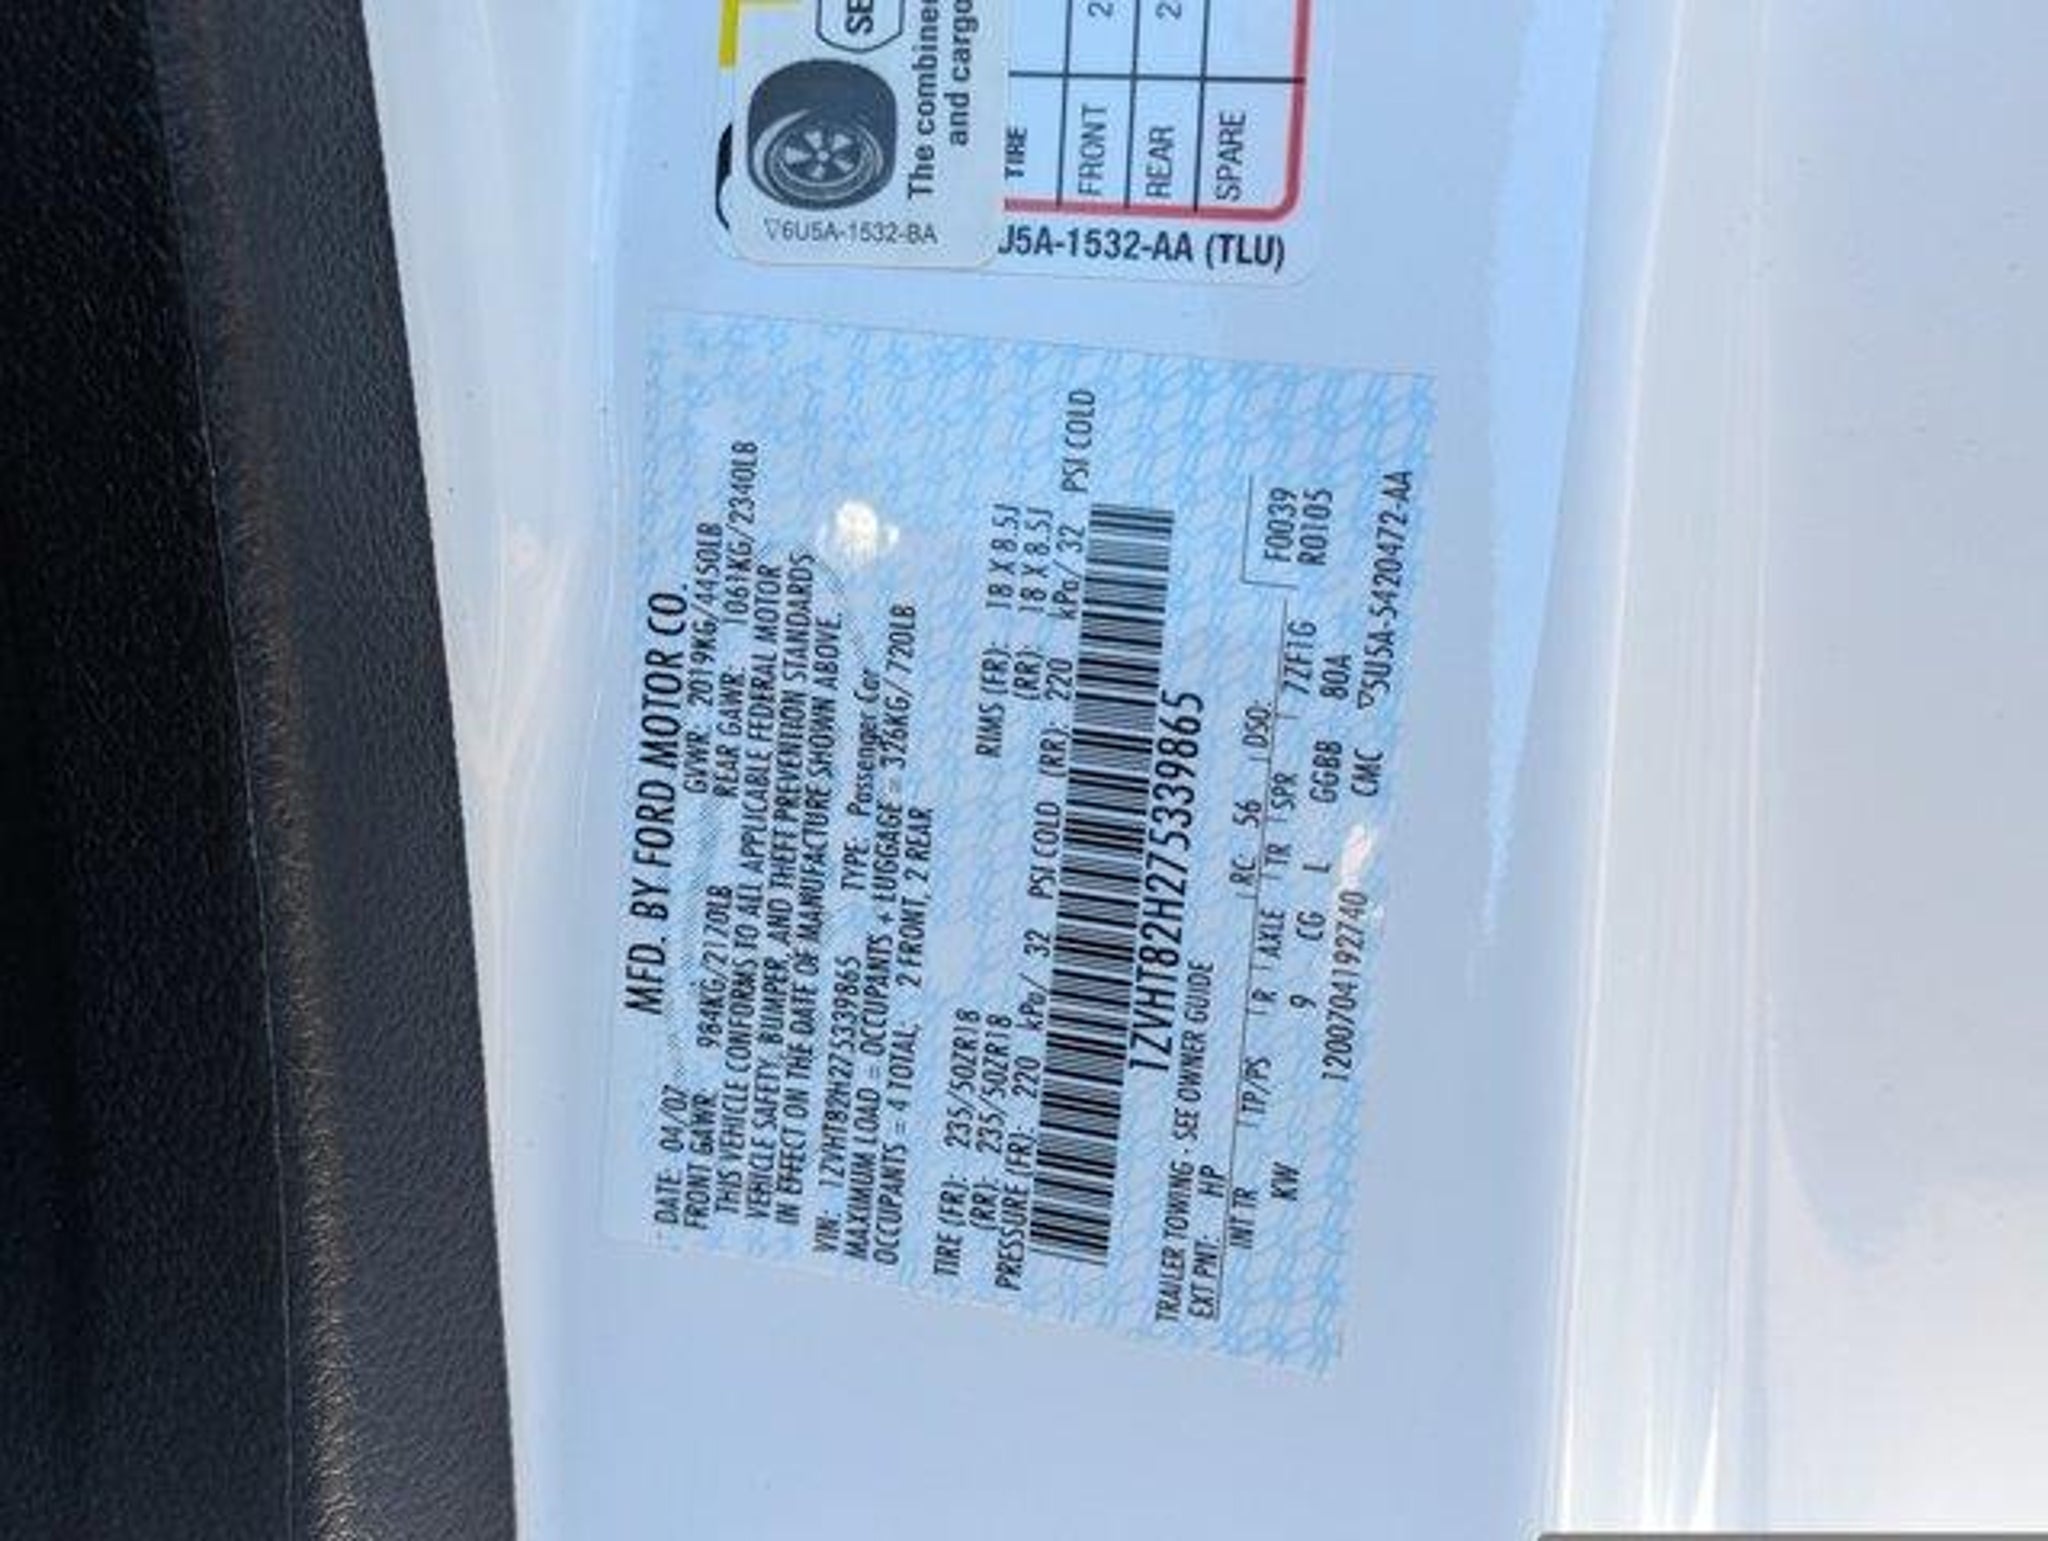 MFD. BY FORD MOTOR CO.
DATE: 04/07 GVWR: 2019KG/4450LB
FRONT GAWR: 984KG/2170LB REAR GAWR: 1061KG/2340LB
THIS VEHICLE CONFORMS TO ALL APPLICABLE FEDERAL MOTOR
VEHICLE SAFETY, BUMPER, AND THEFT PREVENTION STANDARDS
IN EFFECT ON THE DATE OF MANUFACTURE SHOWN ABOVE.
VIN: 1ZVHT82H275339865 TYPE: Passenger Car
MAXIMUM LOAD = OCCUPANTS + LUGGAGE = 326KG/720LB
OCCUPANTS = 4 TOTAL, 2 FRONT, 2 REAR
TIRE (FR): 235/50ZR18 RIMS (FR): 18 X 8.5J
(RR): 235/50ZR18 (RR): 18 X 8.5J
PRESSURE (FR): 220 kPa/ 32 PSI COLD (RR): 220 kPa/ 32 PSI COLD
1ZVHT82H275339865
TRAILER TOWING - SEE OWNER GUIDE
EXT PNT: HP RC: 56 DSO: F0039
INT TR TP/PS R AXLE TR SPR R0105
KW 9 CG L GGBB 7ZF1G 80A
1200704192740 CMC ▽5U5A-5420472-AA
SE
The combined
and cargo
▽6U5A-1532-BA
TIRE
FRONT 2
REAR 2
SPARE
U5A-1532-AA (TLU)